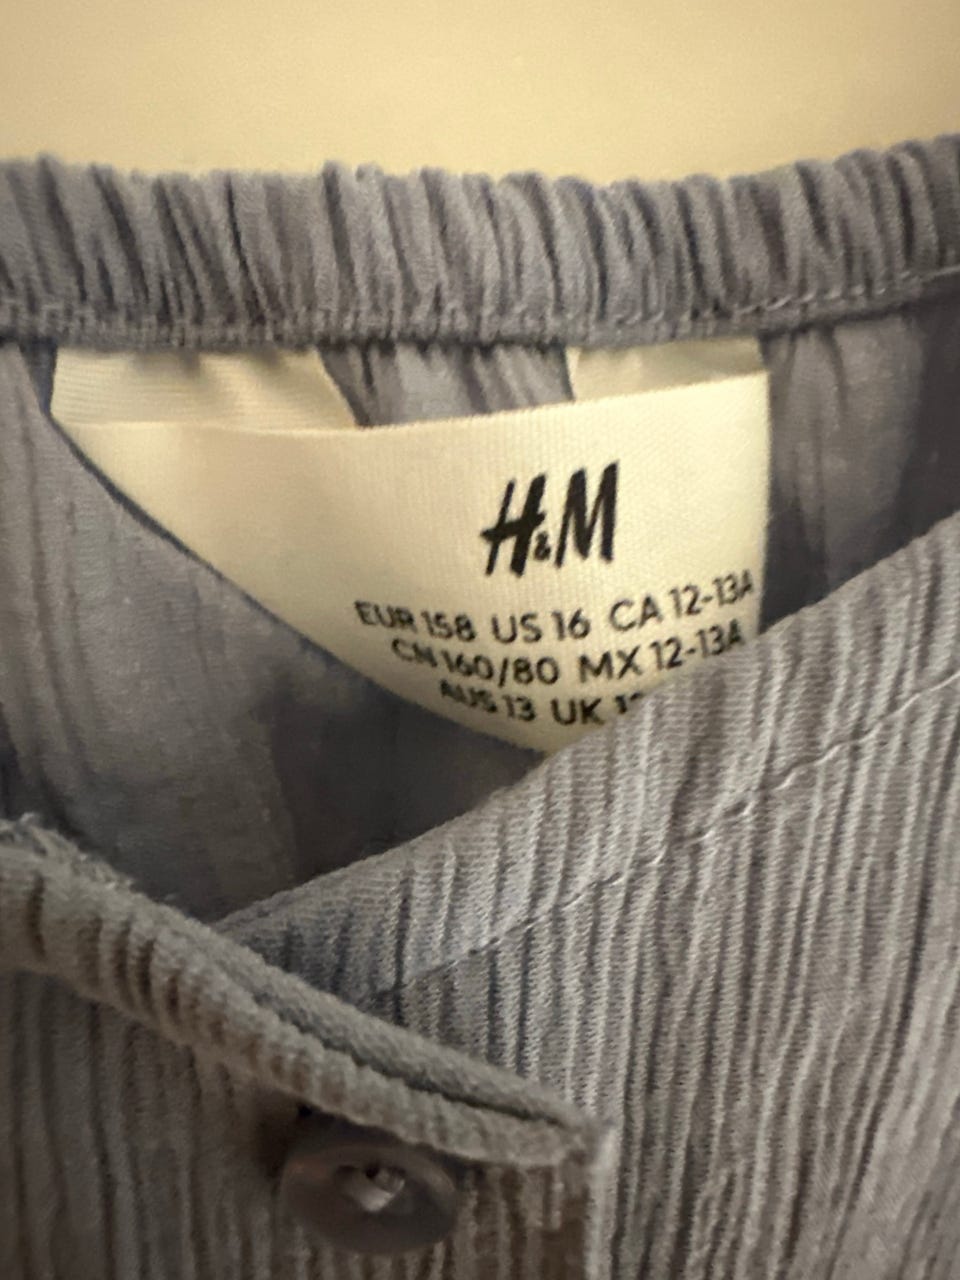 H&M
EUR 158 US 16 CA 12-13A
CN 160/80 MX 12-13A
AUS 13 UK